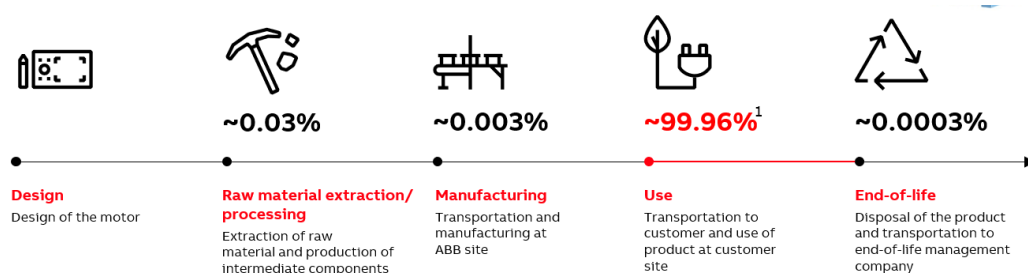 ~0.03%
~0.003%
~99.96%1
~0.0003%
Design
Design of the motor
Raw material extraction/
processing
Extraction of raw
material and production of
intermediate components
Manufacturing
Transportation and
manufacturing at
ABB site
Use
Transportation to
customer and use of
product at customer
site
End-of-life
Disposal of the product
and transportation to
end-of-life management
company